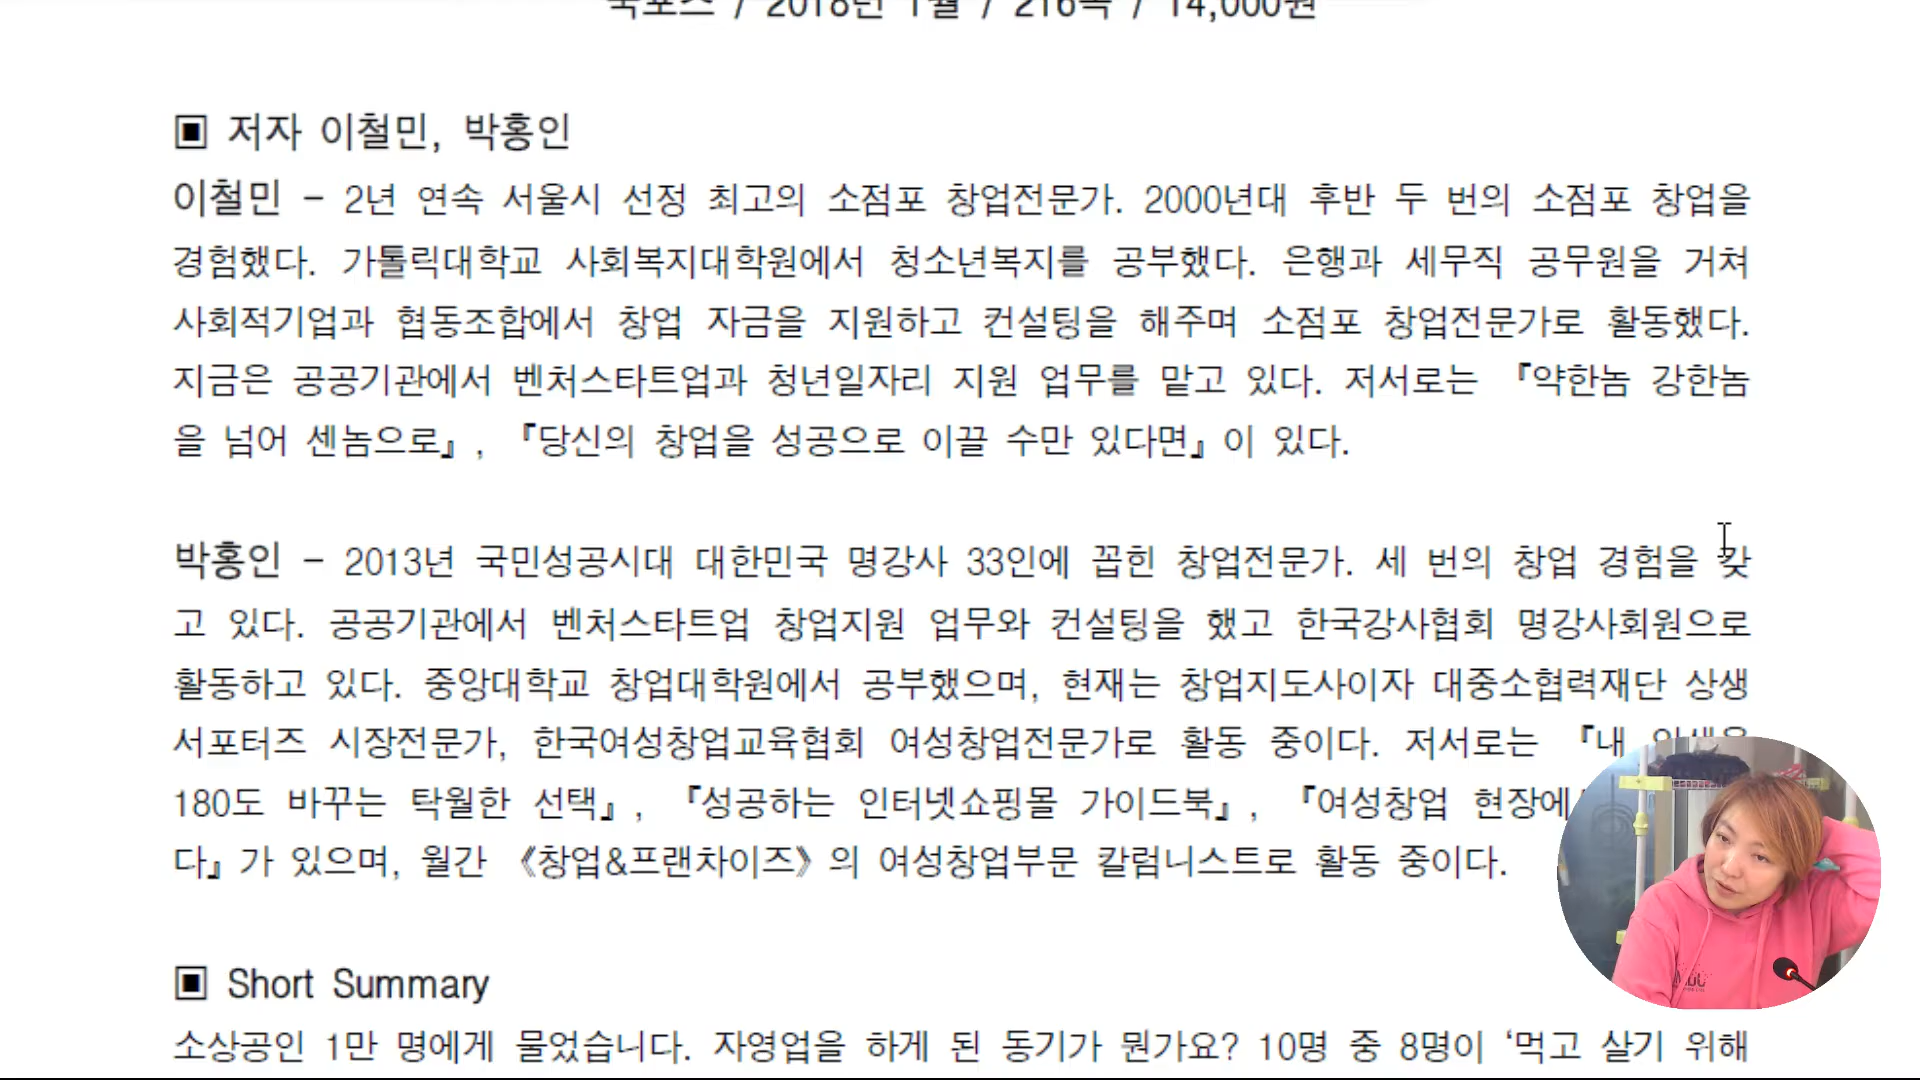 북포스 / 2018년 1월 / 216쪽 / 14,000원
▣ 저자 이철민, 박홍인
이철민 – 2년 연속 서울시 선정 최고의 소점포 창업전문가. 2000년대 후반 두 번의 소점포 창업을
경험했다. 가톨릭대학교 사회복지대학원에서 청소년복지를 공부했다. 은행과 세무직 공무원을 거쳐
사회적기업과 협동조합에서 창업 자금을 지원하고 컨설팅을 해주며 소점포 창업전문가로 활동했다.
지금은 공공기관에서 벤처스타트업과 청년일자리 지원 업무를 맡고 있다. 저서로는 『약한놈 강한놈
을 넘어 센놈으로』, 『당신의 창업을 성공으로 이끌 수만 있다면』이 있다.
박홍인 – 2013년 국민성공시대 대한민국 명강사 33인에 꼽힌 창업전문가. 세 번의 창업 경험을 갖
고 있다. 공공기관에서 벤처스타트업 창업지원 업무와 컨설팅을 했고 한국강사협회 명강사회원으로
활동하고 있다. 중앙대학교 창업대학원에서 공부했으며, 현재는 창업지도사이자 대중소협력재단 상생
서포터즈 시장전문가, 한국여성창업교육협회 여성창업전문가로 활동 중이다. 저서로는 『내
180도 바꾸는 탁월한 선택』, 『성공하는 인터넷쇼핑몰 가이드북』, 『여성창업 현장에
다』가 있으며, 월간 《창업&프랜차이즈》의 여성창업부문 칼럼니스트로 활동 중이다.
▣ Short Summary
소상공인 1만 명에게 물었습니다. 자영업을 하게 된 동기가 뭔가요? 10명 중 8명이 ‘먹고 살기 위해